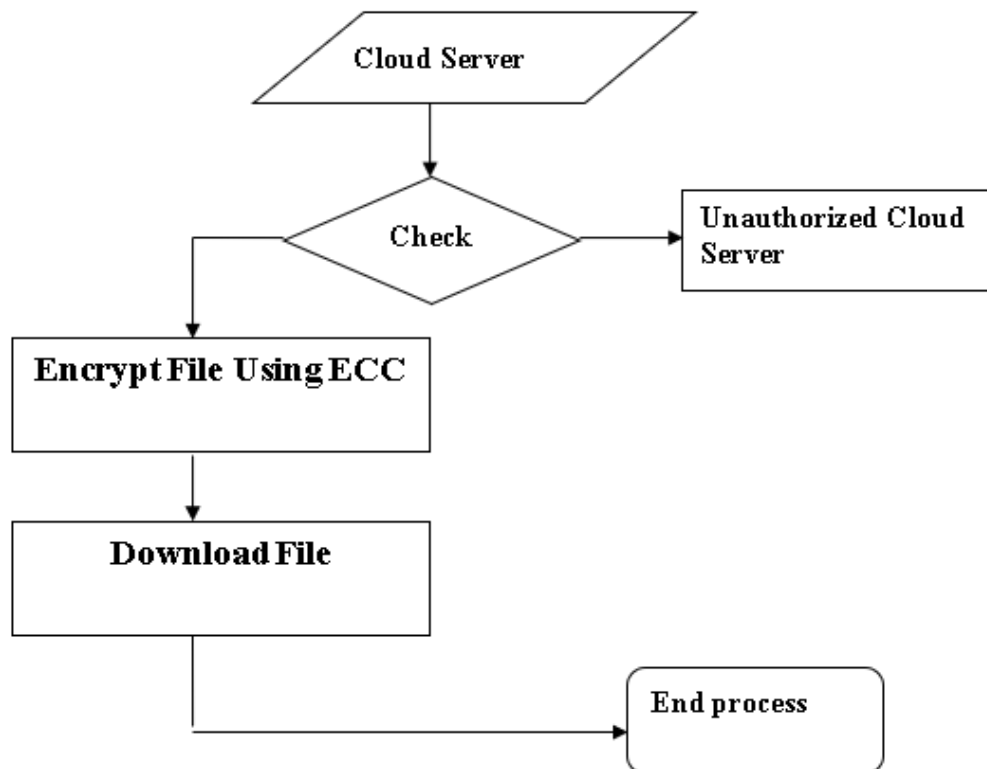 Cloud Server
Check
Unauthorized Cloud
Server
Encrypt File Using ECC
Download File
End process